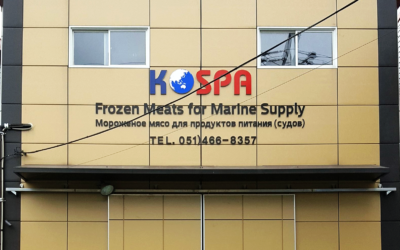 KOSPA
Frozen Meats for Marine Supply
Мороженое мясо для продуктов питания (судов)
TEL. 051)466-8357